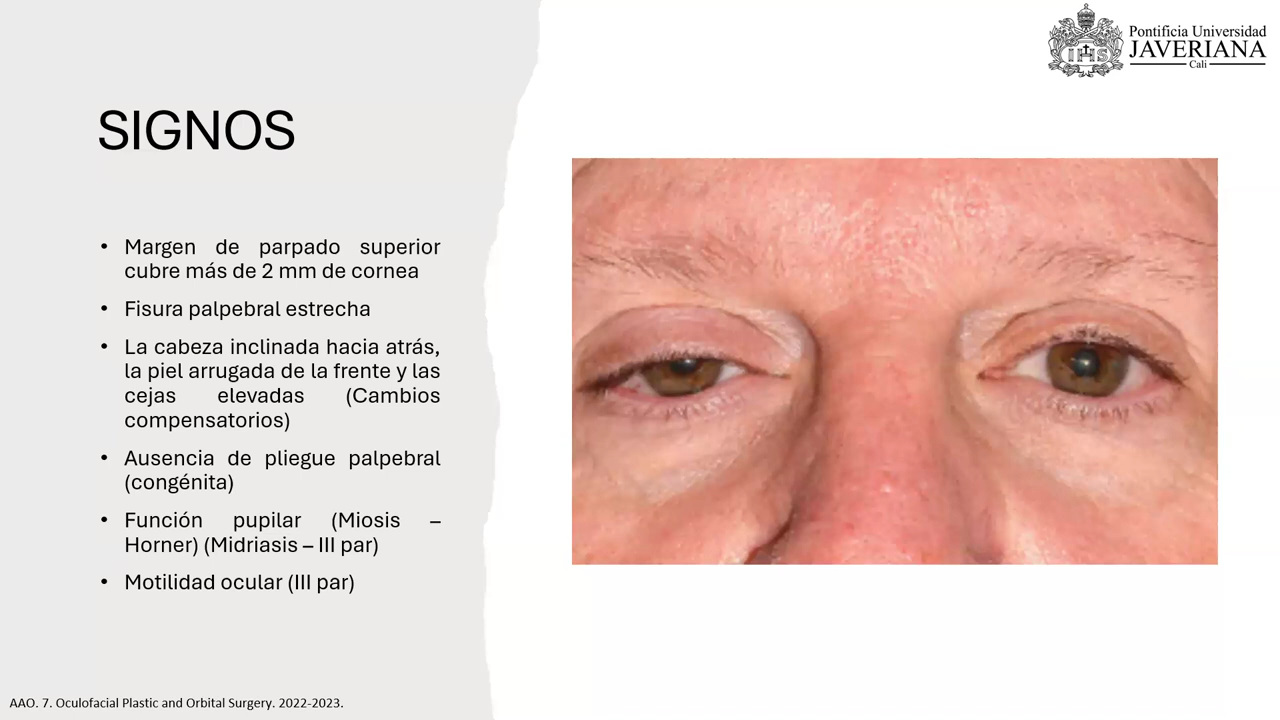 Pontificia Universidad
JAVERIANA
Cali
IHS
SIGNOS
• Margen de parpado superior
cubre más de 2 mm de cornea
• Fisura palpebral estrecha
• La cabeza inclinada hacia atrás,
la piel arrugada de la frente y las
cejas elevadas (Cambios
compensatorios)
• Ausencia de pliegue palpebral
(congénita)
• Función pupilar (Miosis –
Horner) (Midriasis – III par)
• Motilidad ocular (III par)
AAO. 7. Oculofacial Plastic and Orbital Surgery. 2022-2023.